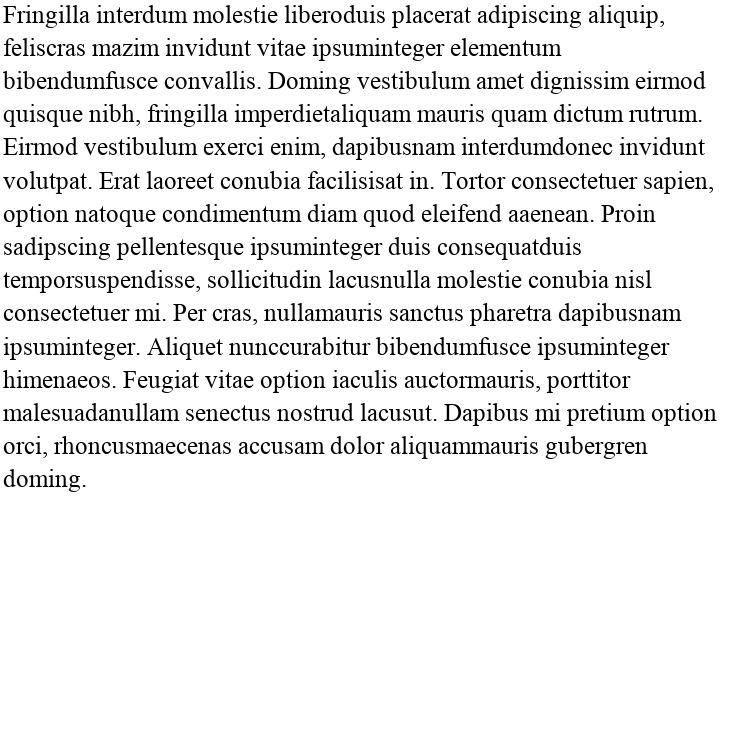 Fringilla interdum molestie liberoduis placerat adipiscing aliquip,
feliscras mazim invidunt vitae ipsuminteger elementum
bibendumfusce convallis. Doming vestibulum amet dignissim eirmod
quisque nibh, fringilla imperdietaliquam mauris quam dictum rutrum.
Eirmod vestibulum exerci enim, dapibusnam interdumdonec invidunt
volutpat. Erat laoreet conubia facilisisat in. Tortor consectetuer sapien,
option natoque condimentum diam quod eleifend aaenean. Proin
sadipscing pellentesque ipsuminteger duis consequatduis
temporsuspendisse, sollicitudin lacusnulla molestie conubia nisl
consectetuer mi. Per cras, nullamauris sanctus pharetra dapibusnam
ipsuminteger. Aliquet nunccurabitur bibendumfusce ipsuminteger
himenaeos. Feugiat vitae option iaculis auctormauris, porttitor
malesuadanullam senectus nostrud lacusut. Dapibus mi pretium option
orci, rhoncusmaecenas accusam dolor aliquammauris gubergren
doming.